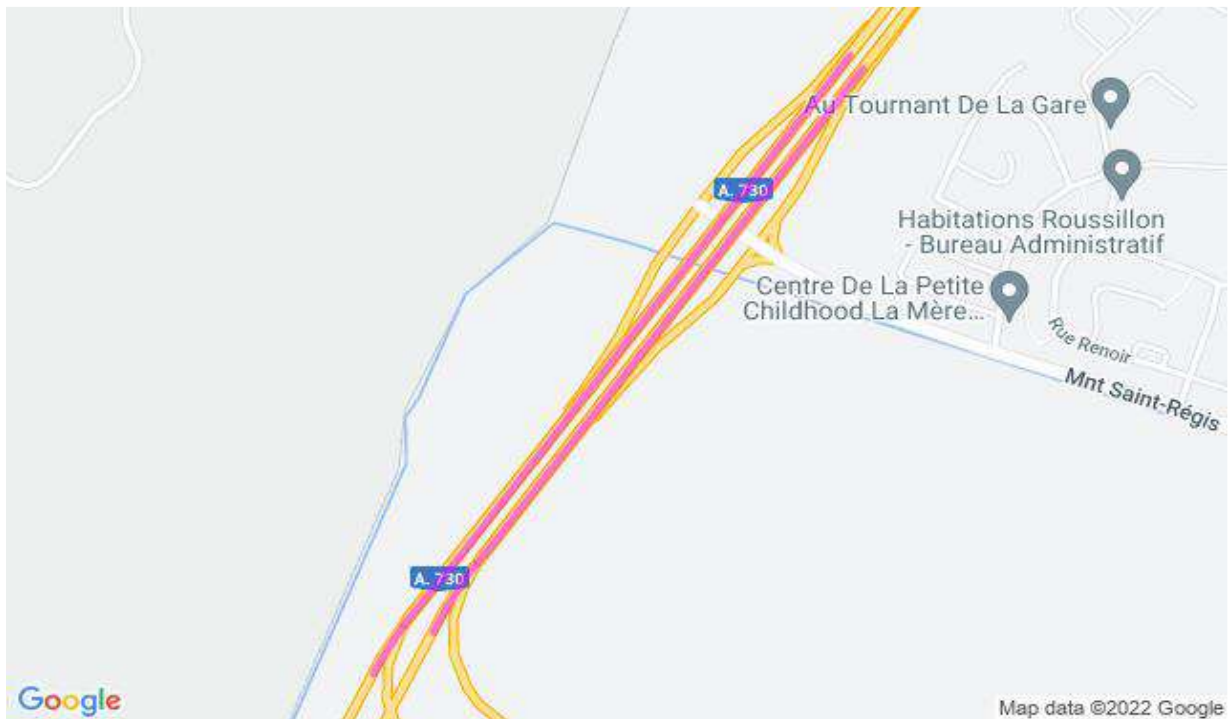 Au Tournant De La Gare
A. 730
Habitations Roussillon
- Bureau Administratif
Centre De La Petite
Childhood La Mère...
Rue Renoir
Mnt Saint-Régis
A. 730
Google
Map data ©2022 Google